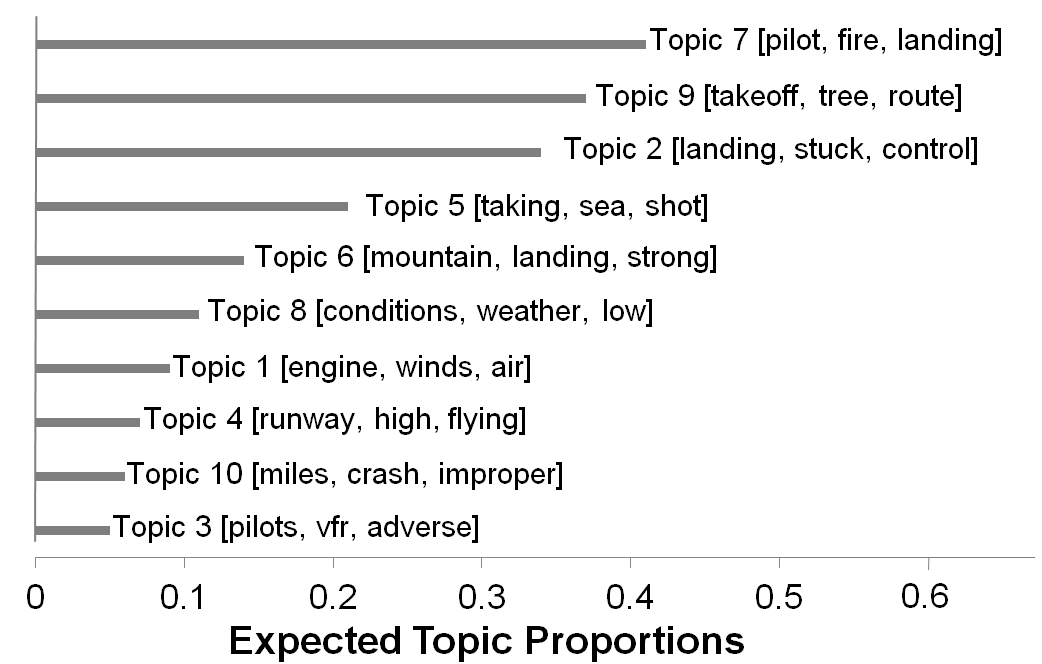 Topic 7 [pilot, fire, landing]
Topic 9 [takeoff, tree, route]
Topic 2 [landing, stuck, control]
Topic 5 [taking, sea, shot]
Topic 6 [mountain, landing, strong]
Topic 8 [conditions, weather, low]
Topic 1 [engine, winds, air]
Topic 4 [runway, high, flying]
Topic 10 [miles, crash, improper]
Topic 3 [pilots, vfr, adverse]
0 0.1 0.2 0.3 0.4 0.5 0.6
Expected Topic Proportions